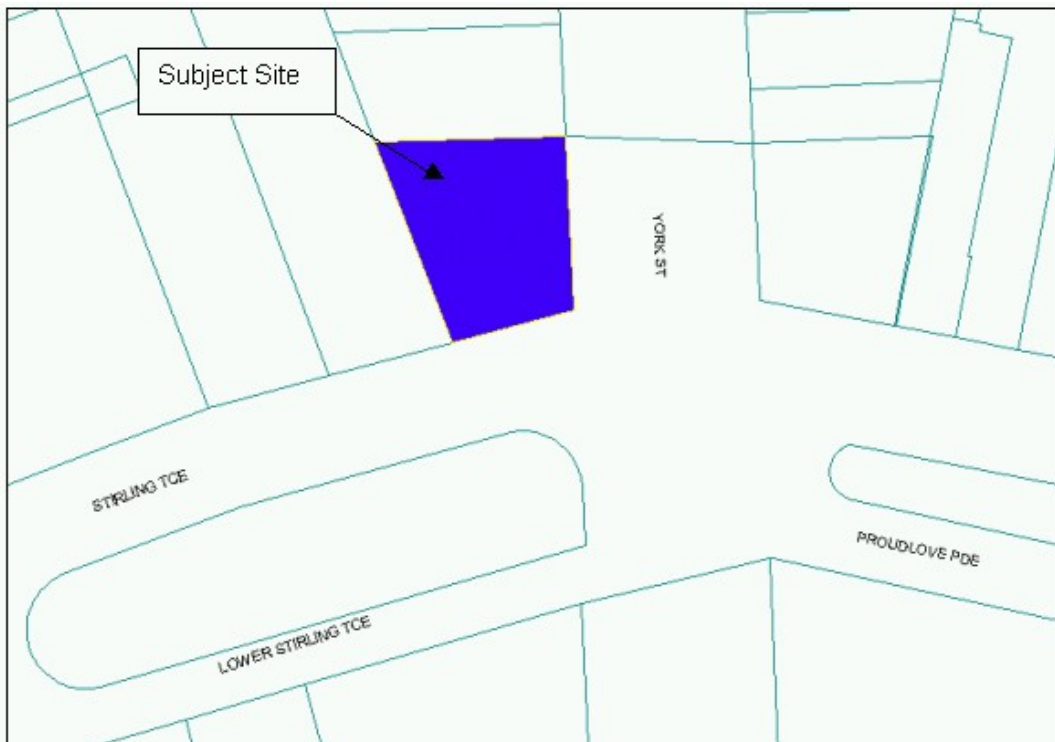 Subject Site
YORK ST
STIRLING TCE
PROUDLOVE PDE
LOWER STIRLING TCE